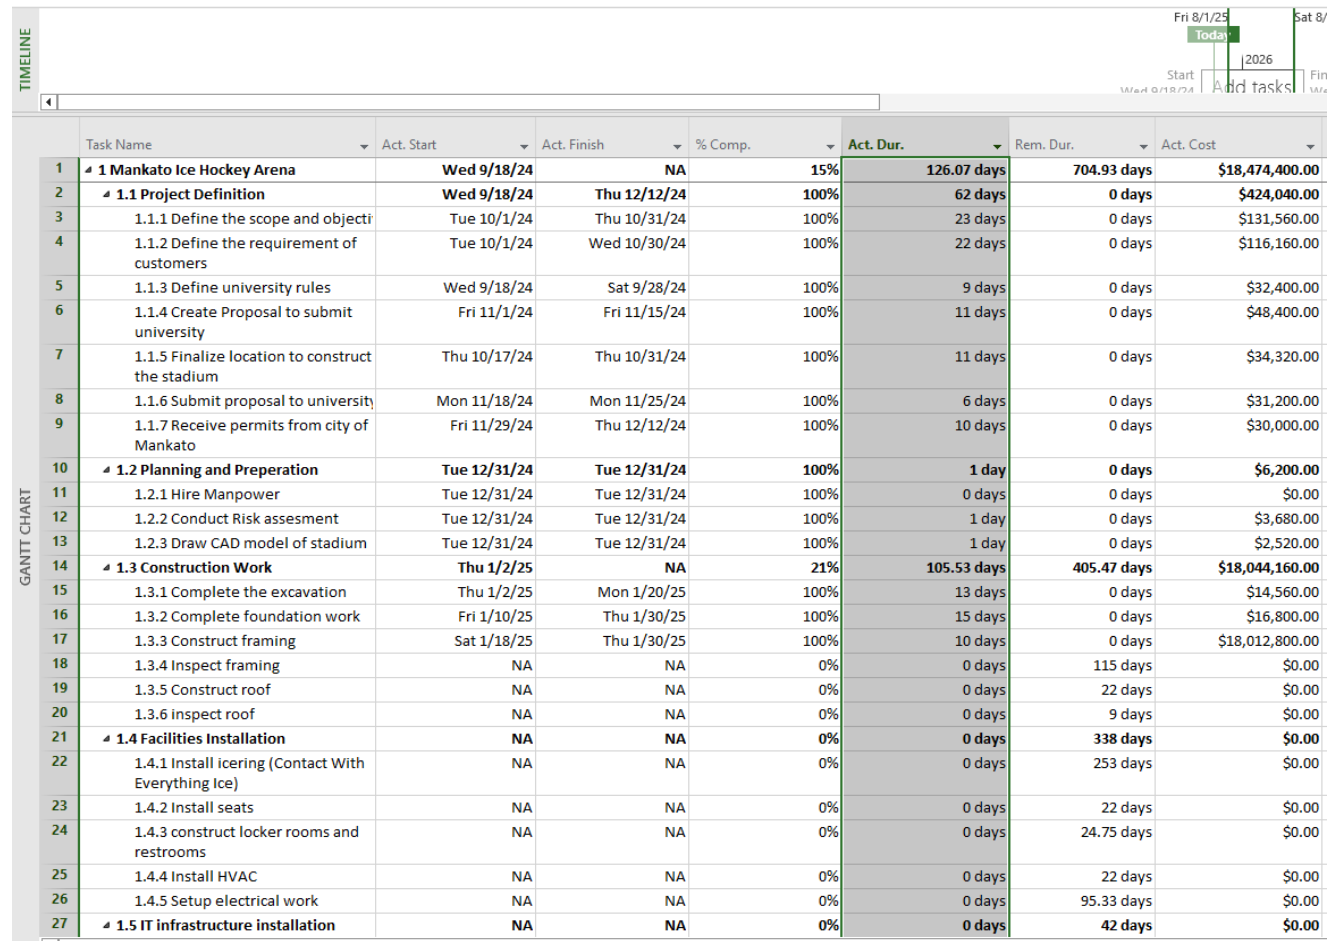 TIMELINE
Fri 8/1/25
Sat 8/
Today
2026
Start
Add tasks
Fin
Wed 9/18/24
GANTT CHART
Task Name Act. Start Act. Finish % Comp. Act. Dur. Rem. Dur. Act. Cost
1 1 Mankato Ice Hockey Arena Wed 9/18/24 NA 15% 126.07 days 704.93 days $18,474,400.00
2 1.1 Project Definition Wed 9/18/24 Thu 12/12/24 100% 62 days 0 days $424,040.00
3 1.1.1 Define the scope and objecti Tue 10/1/24 Thu 10/31/24 100% 23 days 0 days $131,560.00
4 1.1.2 Define the requirement of Tue 10/1/24 Wed 10/30/24 100% 22 days 0 days $116,160.00
customers
5 1.1.3 Define university rules Wed 9/18/24 Sat 9/28/24 100% 9 days 0 days $32,400.00
6 1.1.4 Create Proposal to submit Fri 11/1/24 Fri 11/15/24 100% 11 days 0 days $48,400.00
university
7 1.1.5 Finalize location to construct Thu 10/17/24 Thu 10/31/24 100% 11 days 0 days $34,320.00
the stadium
8 1.1.6 Submit proposal to university Mon 11/18/24 Mon 11/25/24 100% 6 days 0 days $31,200.00
9 1.1.7 Receive permits from city of Fri 11/29/24 Thu 12/12/24 100% 10 days 0 days $30,000.00
Mankato
10 1.2 Planning and Preperation Tue 12/31/24 Tue 12/31/24 100% 1 day 0 days $6,200.00
11 1.2.1 Hire Manpower Tue 12/31/24 Tue 12/31/24 100% 0 days 0 days $0.00
12 1.2.2 Conduct Risk assesment Tue 12/31/24 Tue 12/31/24 100% 1 day 0 days $3,680.00
13 1.2.3 Draw CAD model of stadium Tue 12/31/24 Tue 12/31/24 100% 1 day 0 days $2,520.00
14 1.3 Construction Work Thu 1/2/25 NA 21% 105.53 days 405.47 days $18,044,160.00
15 1.3.1 Complete the excavation Thu 1/2/25 Mon 1/20/25 100% 13 days 0 days $14,560.00
16 1.3.2 Complete foundation work Fri 1/10/25 Thu 1/30/25 100% 15 days 0 days $16,800.00
17 1.3.3 Construct framing Sat 1/18/25 Thu 1/30/25 100% 10 days 0 days $18,012,800.00
18 1.3.4 Inspect framing NA NA 0% 0 days 115 days $0.00
19 1.3.5 Construct roof NA NA 0% 0 days 22 days $0.00
20 1.3.6 inspect roof NA NA 0% 0 days 9 days $0.00
21 1.4 Facilities Installation NA NA 0% 0 days 338 days $0.00
22 1.4.1 Install icering (Contact With NA NA 0% 0 days 253 days $0.00
Everything Ice)
23 1.4.2 Install seats NA NA 0% 0 days 22 days $0.00
24 1.4.3 construct locker rooms and NA NA 0% 0 days 24.75 days $0.00
restrooms
25 1.4.4 Install HVAC NA NA 0% 0 days 22 days $0.00
26 1.4.5 Setup electrical work NA NA 0% 0 days 95.33 days $0.00
27 1.5 IT infrastructure installation NA NA 0% 0 days 42 days $0.00